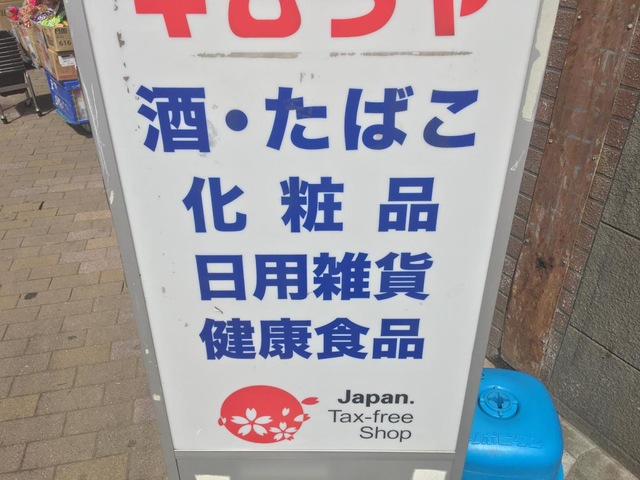 酒・たばこ
化粧品
日用雑貨
健康食品
Japan.
Tax-free
Shop